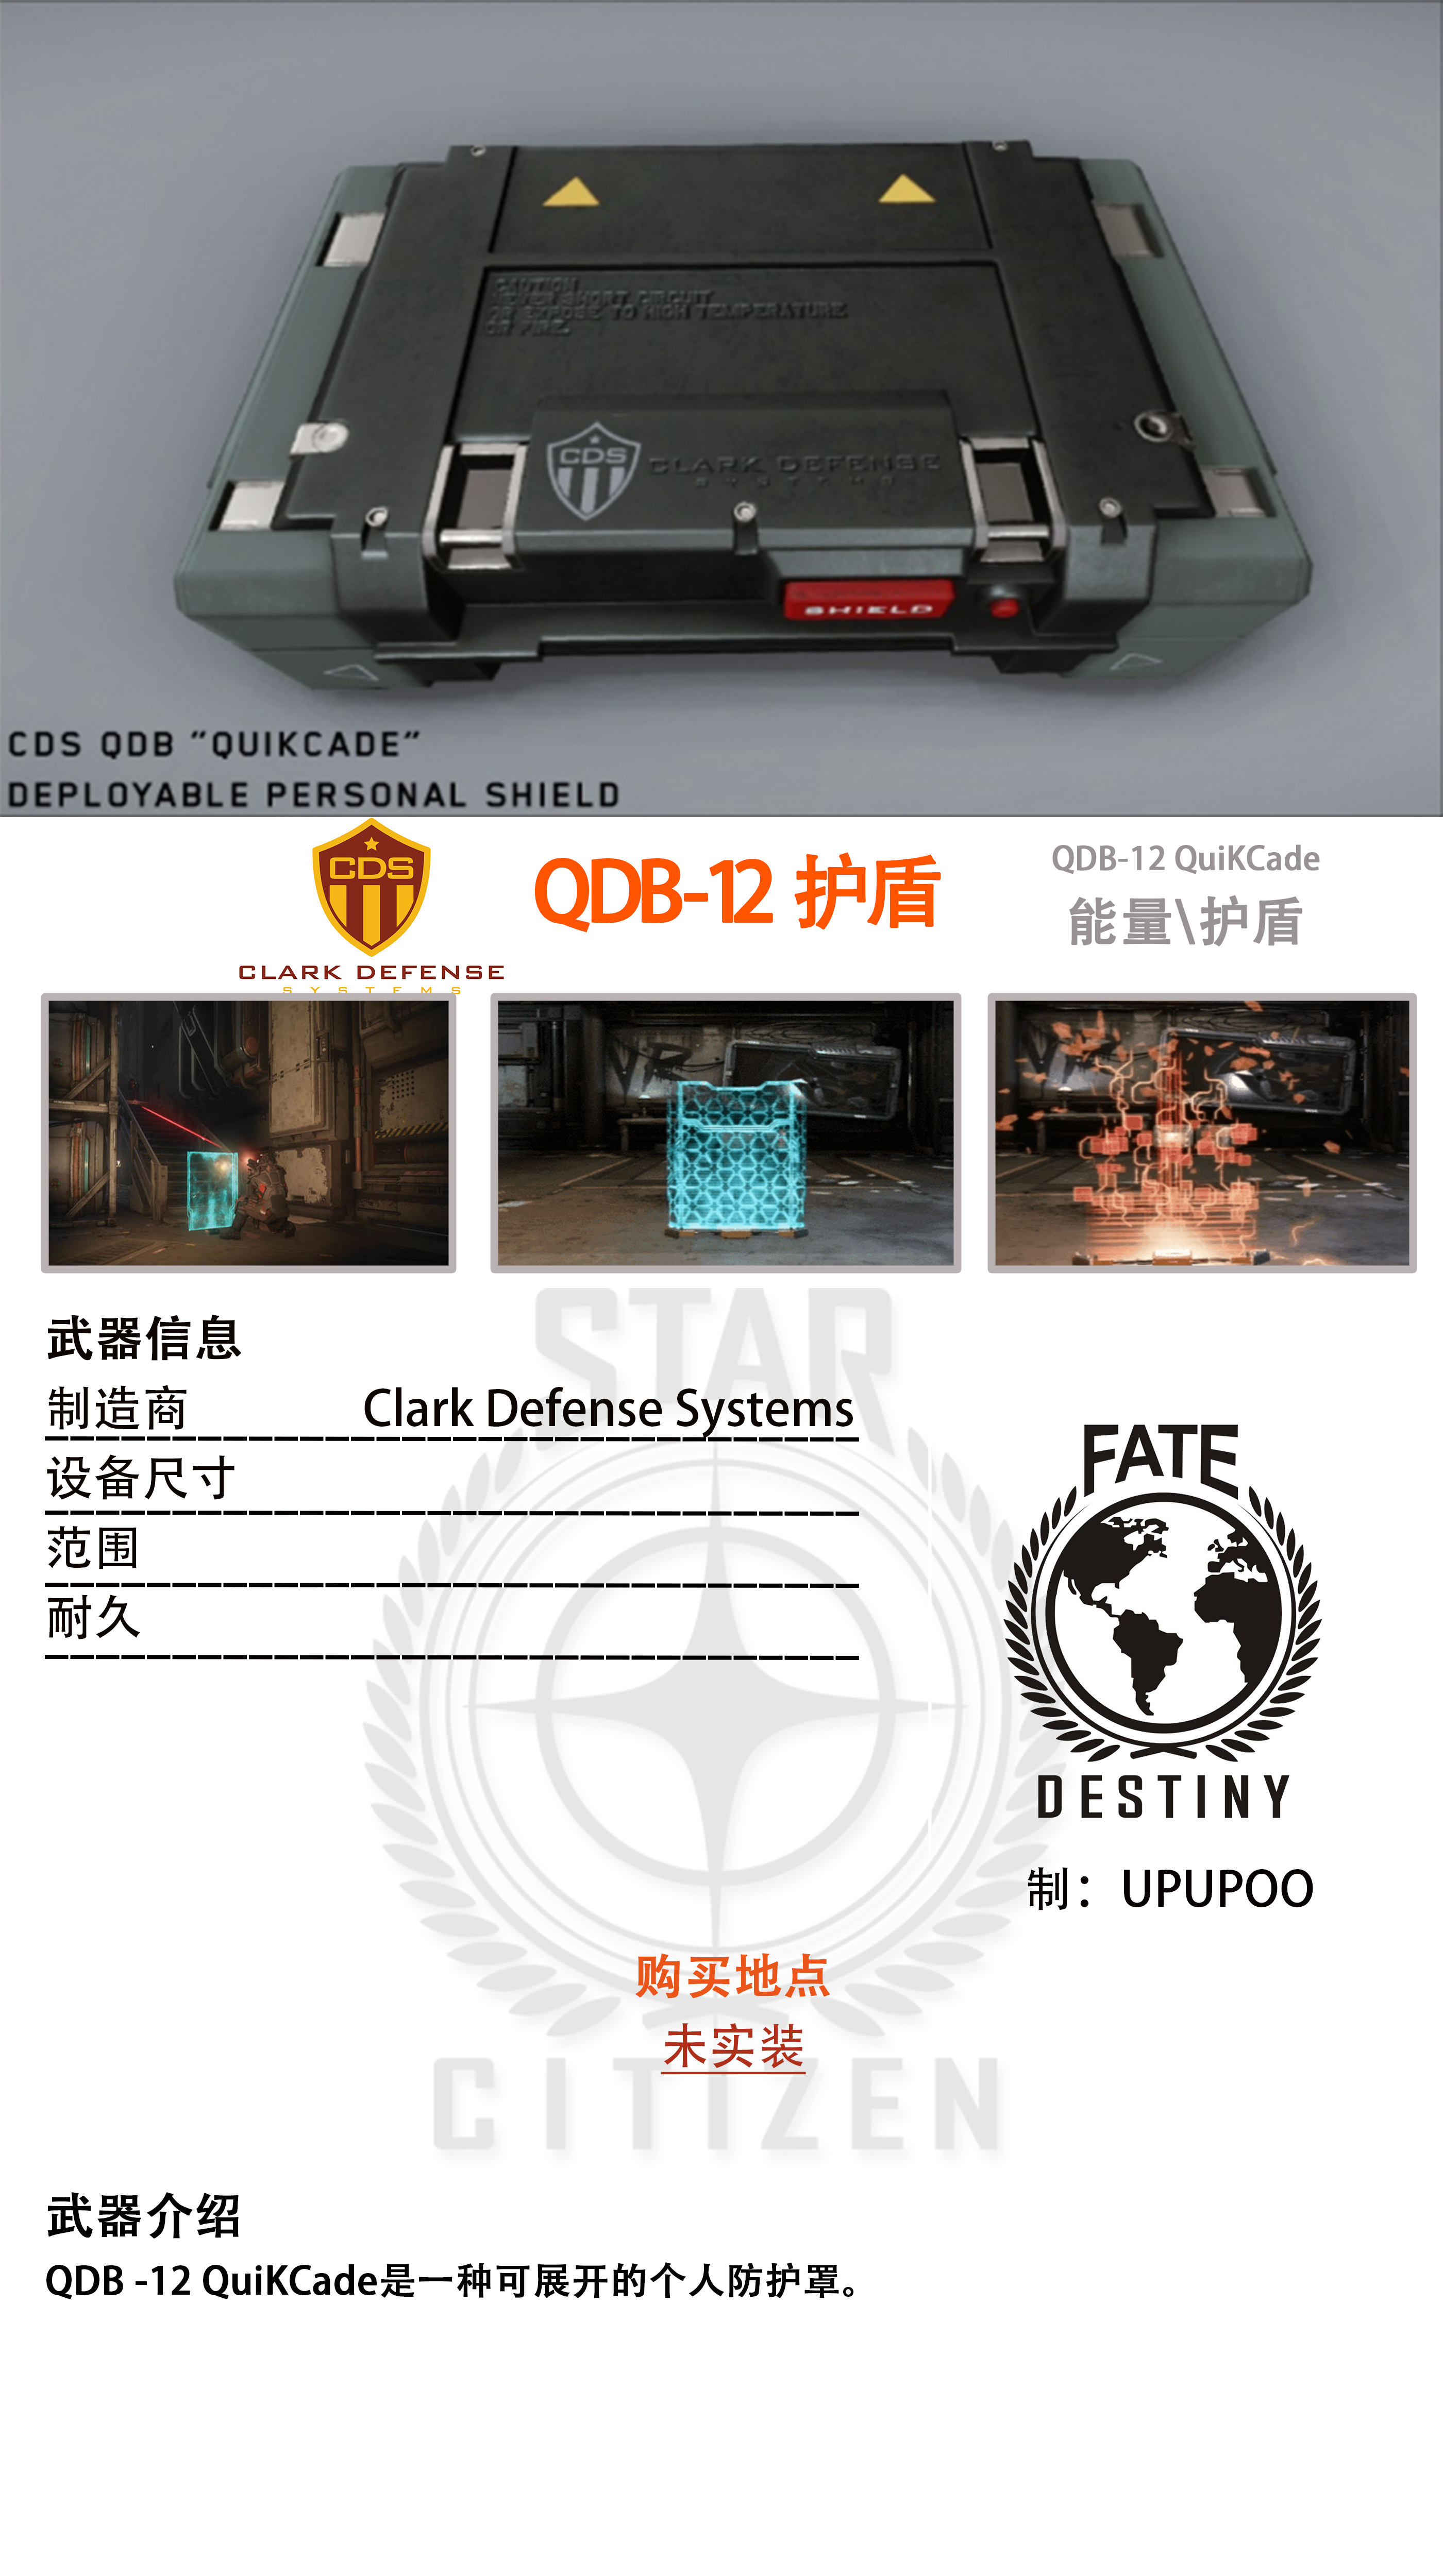 CAUTION
NEVER SHORT CIRCUIT
OR EXPOSE TO HIGH TEMPERATURE
OR FIRE.
CDS CLARK DEFENSE
SYSTEMS
SHIELD
CDS QDB “QUIKCADE”
DEPLOYABLE PERSONAL SHIELD
CDS
CLARK DEFENSE
SYSTEMS
QDB-12 护盾
QDB-12 QuiKCade
能量\护盾
STAR
武器信息
制造商 Clark Defense Systems
设备尺寸
范围
耐久
FATE
DESTINY
制：UPUPOO
购买地点
未实装
CITIZEN
武器介绍
QDB -12 QuiKCade是一种可展开的个人防护罩。